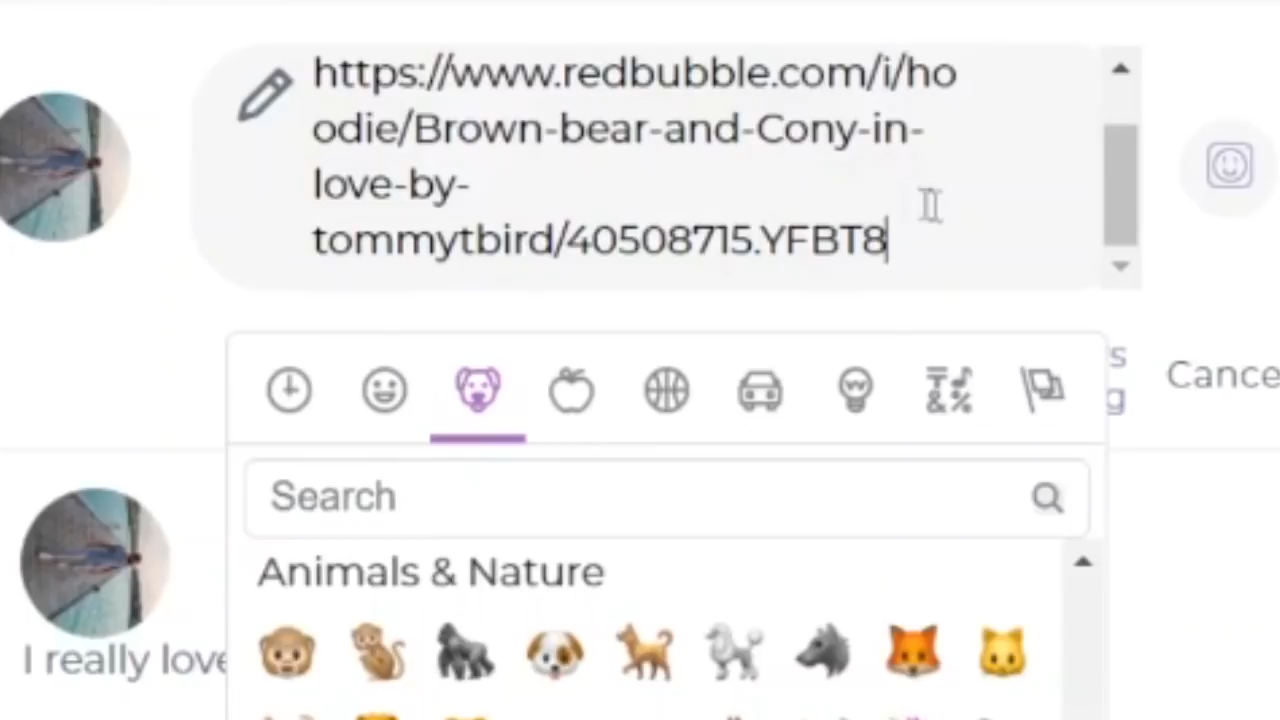 https://www.redbubble.com/i/ho
odie/Brown-bear-and-Cony-in-
love-by-
tommytbird/40508715.YFBT8
s
Cance
g
Search
Animals & Nature
I really love